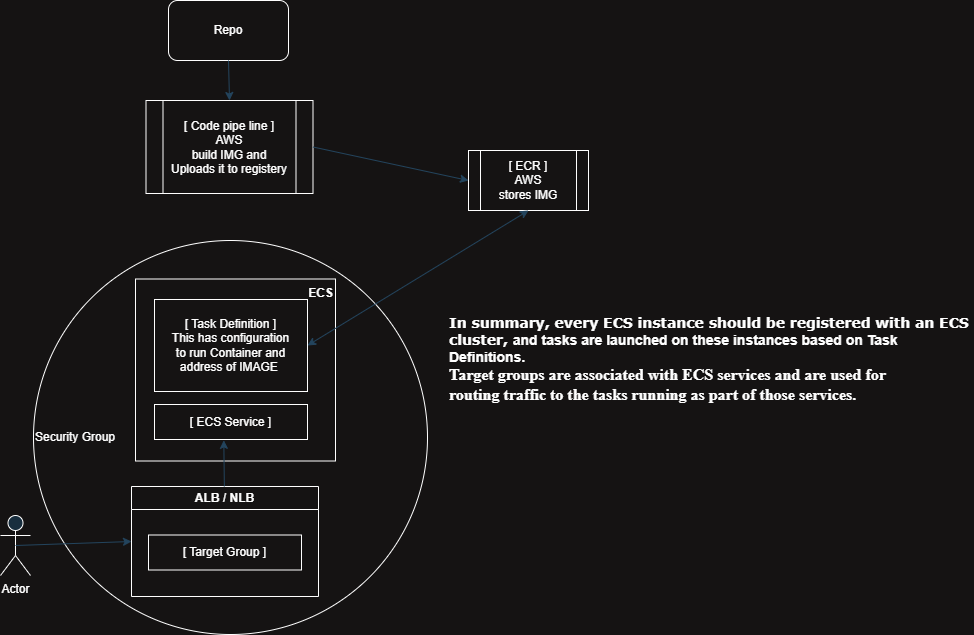 Repo
[ Code pipe line ]
AWS
build IMG and
Uploads it to registery
[ ECR ]
AWS
stores IMG
ECS
[ Task Definition ]
This has configuration
to run Container and
address of IMAGE
In summary, every ECS instance should be registered with an ECS
cluster, and tasks are launched on these instances based on Task
Definitions.
Target groups are associated with ECS services and are used for
routing traffic to the tasks running as part of those services.
[ ECS Service ]
Security Group
ALB / NLB
[ Target Group ]
Actor